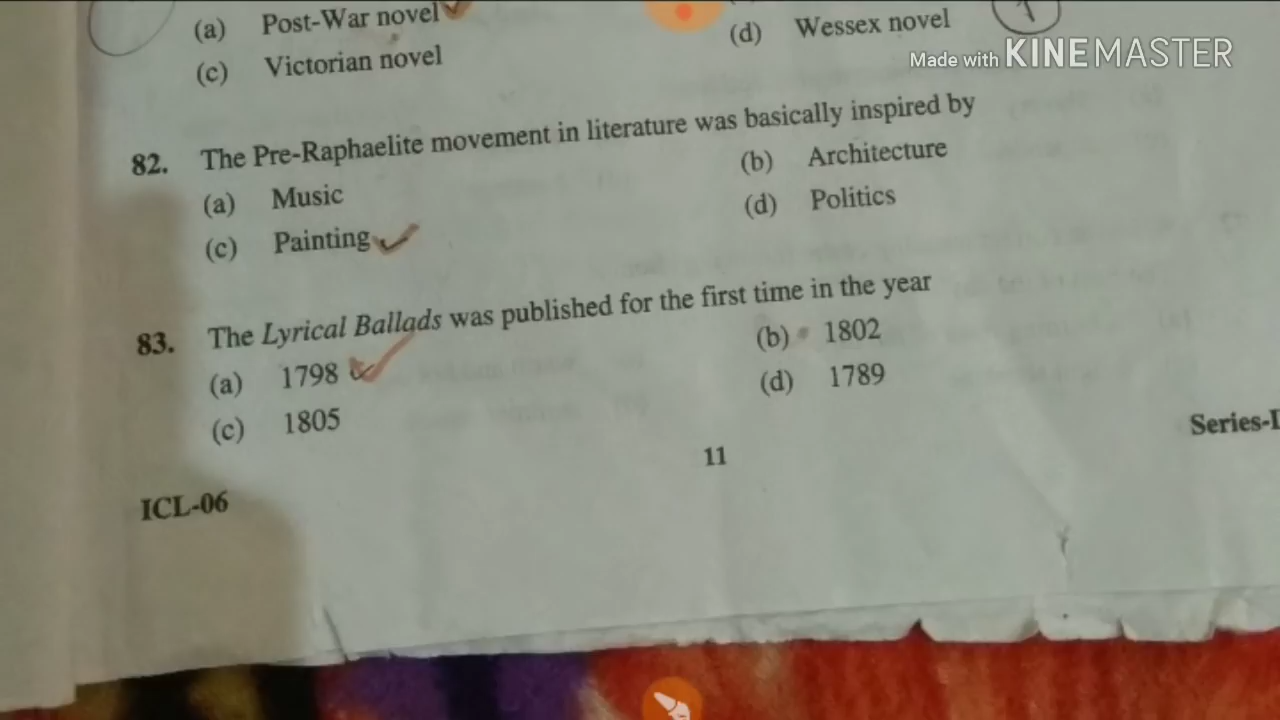 (a) Post-War novel
(d) Wessex novel
(c) Victorian novel
Made with KINEMASTER
82. The Pre-Raphaelite movement in literature was basically inspired by
(a) Music
(b) Architecture
(c) Painting
(d) Politics
83. The Lyrical Ballads was published for the first time in the year
(a) 1798
(b) 1802
(c) 1805
(d) 1789
11
Series-
ICL-06